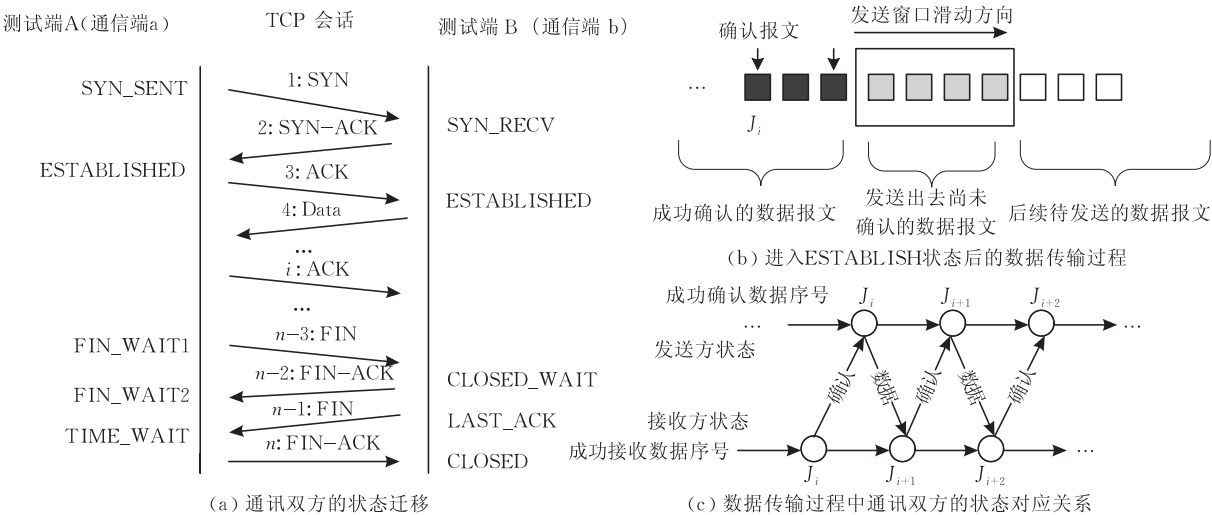 测试端A(通信端a)
TCP 会话
测试端 B（通信端 b）
SYN_SENT
1: SYN
2: SYN-ACK
SYN_RECV
ESTABLISHED
3: ACK
ESTABLISHED
4: Data
...
i: ACK
...
n-3: FIN
FIN_WAIT1
n-2: FIN-ACK
CLOSED_WAIT
FIN_WAIT2
n-1: FIN
LAST_ACK
TIME_WAIT
n: FIN-ACK
CLOSED
(a) 通讯双方的状态迁移
发送窗口滑动方向
确认报文
...
J_i
成功确认的数据报文
发送出去尚未
确认的数据报文
后续待发送的数据报文
(b) 进入ESTABLISH状态后的数据传输过程
成功确认数据序号
J_i
J_{i+1}
J_{i+2}
...
...
发送方状态
确认
数据
确认
数据
确认
接收方状态
成功接收数据序号
...
J_i
J_{i+1}
J_{i+2}
(c) 数据传输过程中通讯双方的状态对应关系